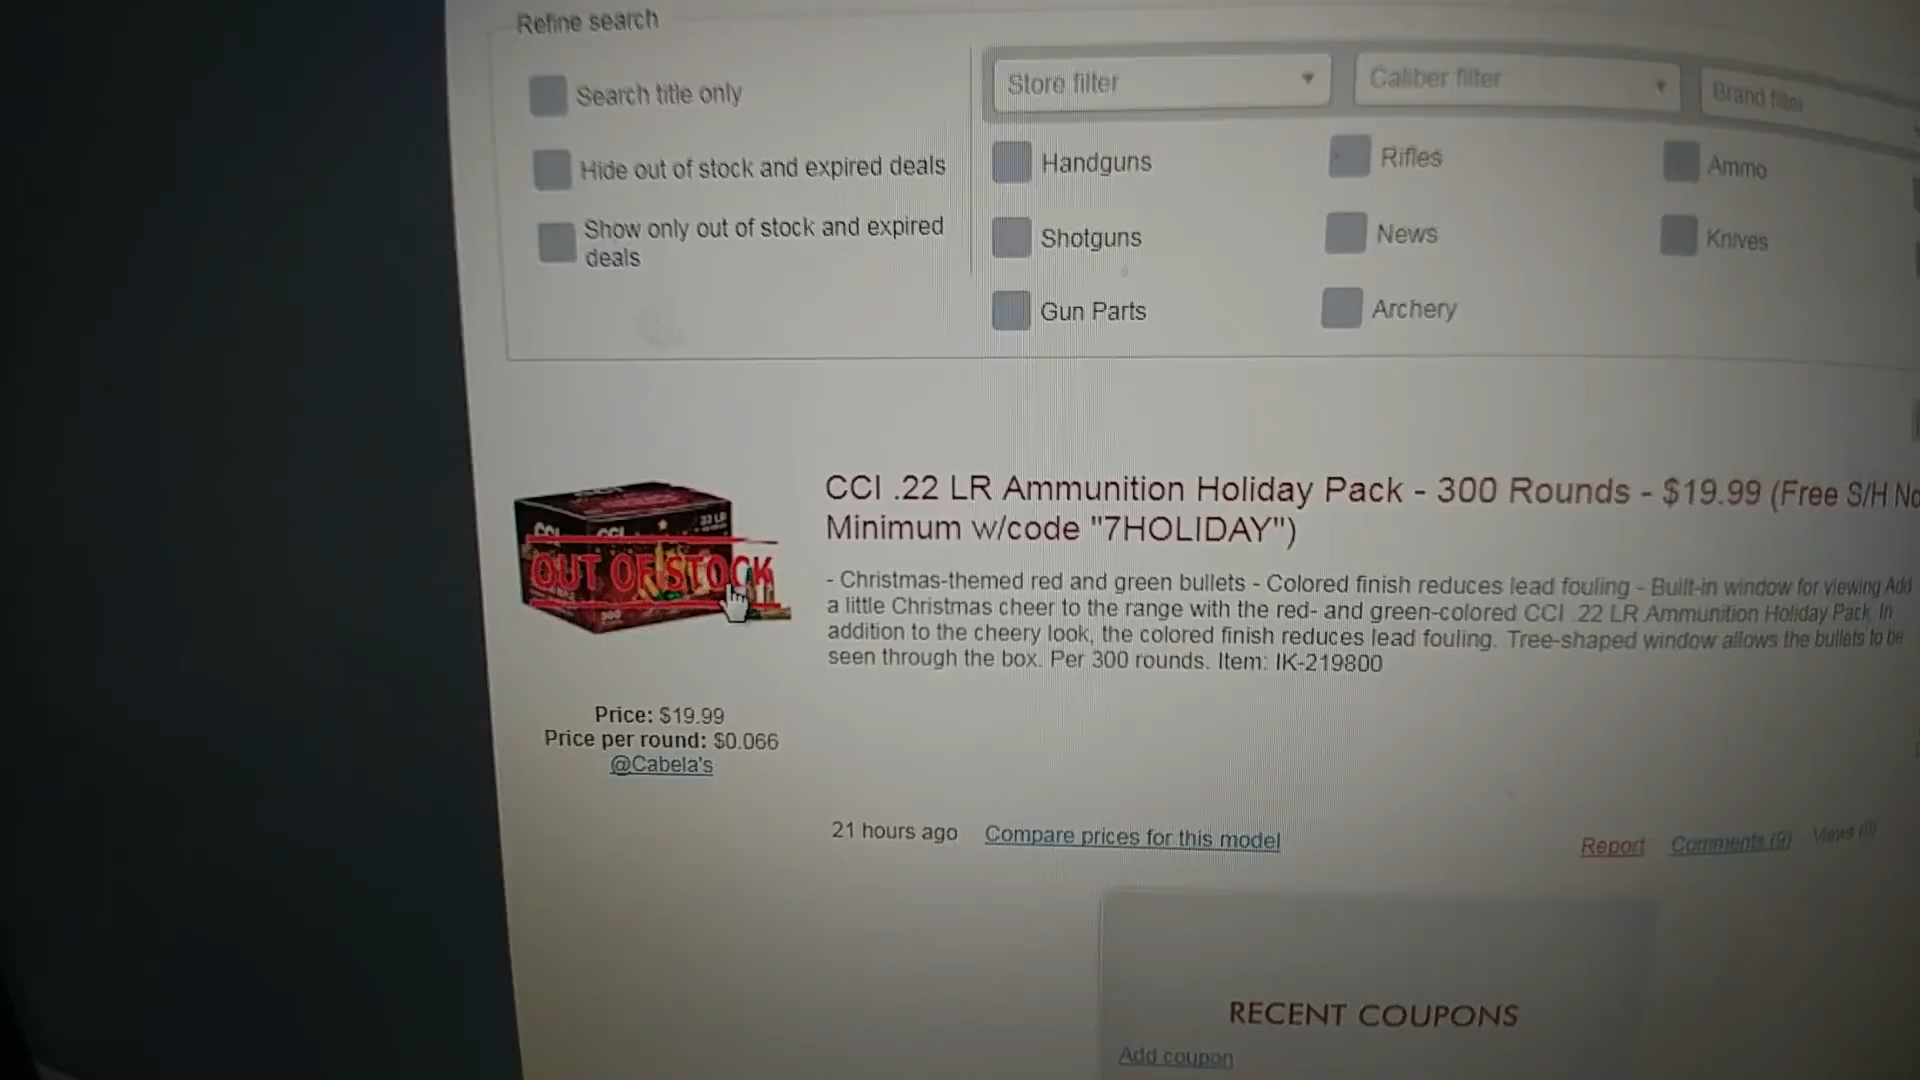 Refine search
Search title only
Hide out of stock and expired deals
Show only out of stock and expired
deals
Store filter
Caliber filter
Brand filter
Handguns
Rifles
Ammo
Shotguns
News
Knives
Gun Parts
Archery
CCI
CCI
22 LR
OUT OF STOCK
300
CCI .22 LR Ammunition Holiday Pack - 300 Rounds - $19.99 (Free S/H No
Minimum w/code "7HOLIDAY")
- Christmas-themed red and green bullets - Colored finish reduces lead fouling - Built-in window for viewing Add
a little Christmas cheer to the range with the red- and green-colored CCI .22 LR Ammunition Holiday Pack. In
addition to the cheery look, the colored finish reduces lead fouling. Tree-shaped window allows the bullets to be
seen through the box. Per 300 rounds. Item: IK-219800
Price: $19.99
Price per round: $0.066
@Cabela's
21 hours ago
Compare prices for this model
Report
Comments (9)
Views
RECENT COUPONS
Add coupon